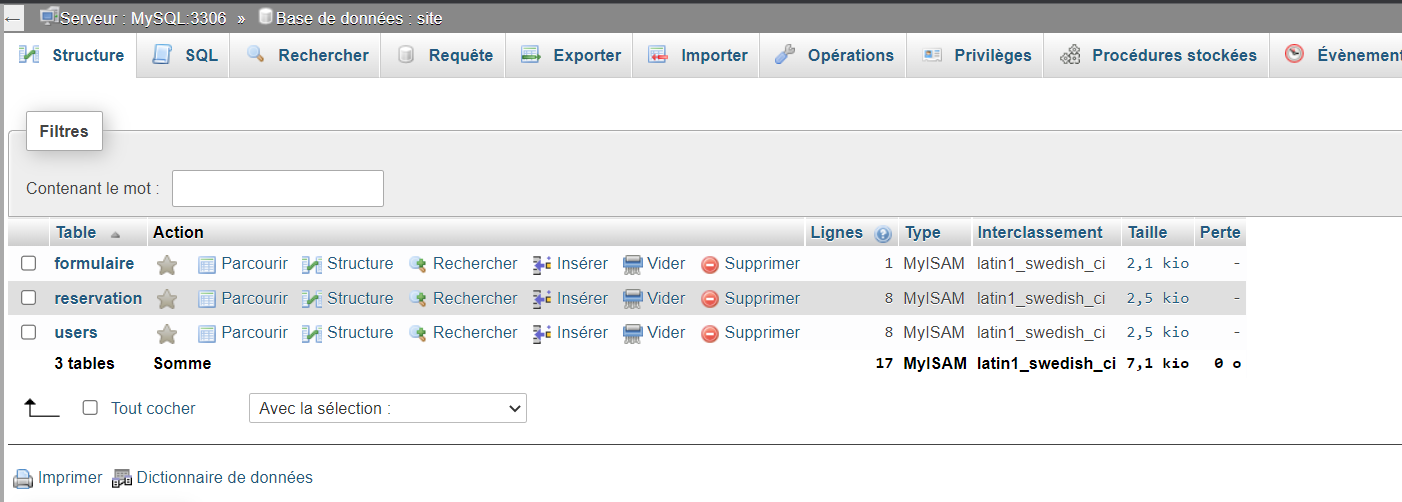 Serveur : MySQL:3306 » Base de données : site
Structure SQL Rechercher Requête Exporter Importer Opérations Privilèges Procédures stockées Évènement
Filtres
Contenant le mot :
Table Action Lignes Type Interclassement Taille Perte
formulaire Parcourir Structure Rechercher Insérer Vider Supprimer 1 MyISAM latin1_swedish_ci 2,1 kio -
reservation Parcourir Structure Rechercher Insérer Vider Supprimer 8 MyISAM latin1_swedish_ci 2,5 kio -
users Parcourir Structure Rechercher Insérer Vider Supprimer 8 MyISAM latin1_swedish_ci 2,5 kio -
3 tables Somme 17 MyISAM latin1_swedish_ci 7,1 kio 0 o
Tout cocher Avec la sélection :
Imprimer Dictionnaire de données